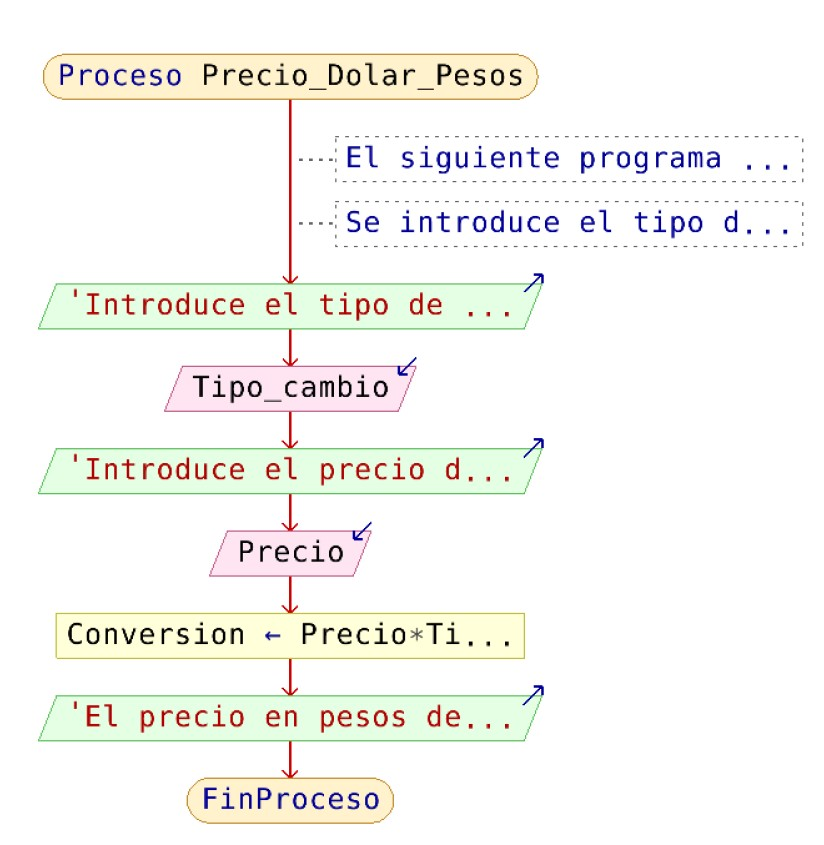 Proceso Precio_Dolar_Pesos
El siguiente programa ...
Se introduce el tipo d...
'Introduce el tipo de ...
Tipo_cambio
'Introduce el precio d...
Precio
Conversion ← Precio*Ti...
'El precio en pesos de...
FinProceso